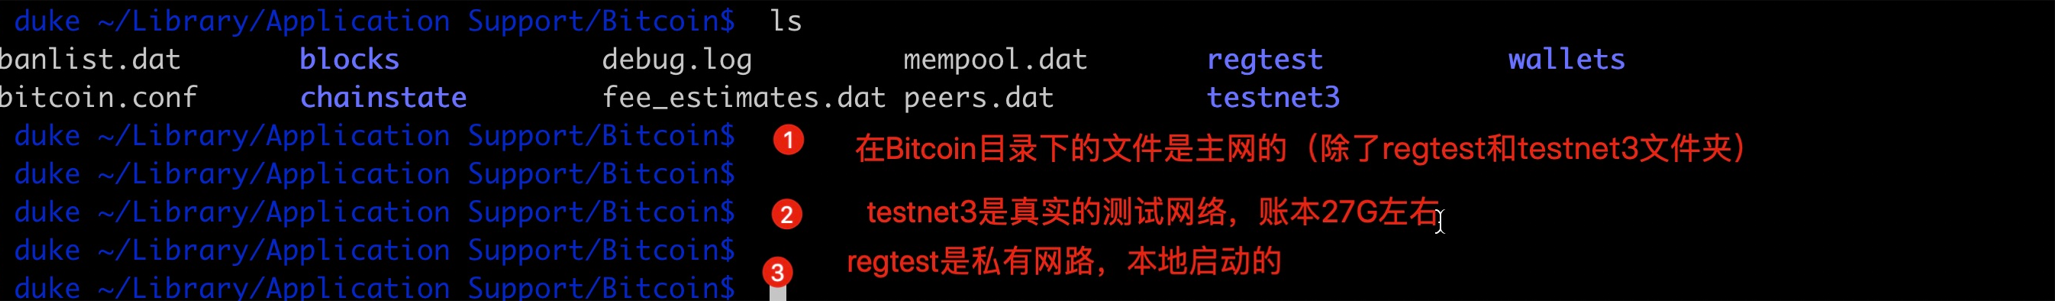 duke ~/Library/Application Support/Bitcoin$ ls
banlist.dat blocks debug.log mempool.dat regtest wallets
bitcoin.conf chainstate fee_estimates.dat peers.dat testnet3
duke ~/Library/Application Support/Bitcoin$ 1 在Bitcoin目录下的文件是主网的（除了regtest和testnet3文件夹）
duke ~/Library/Application Support/Bitcoin$
duke ~/Library/Application Support/Bitcoin$ 2 testnet3是真实的测试网络，账本27G左右
duke ~/Library/Application Support/Bitcoin$ regtest是私有网路，本地启动的
duke ~/Library/Application Support/Bitcoin$ 3